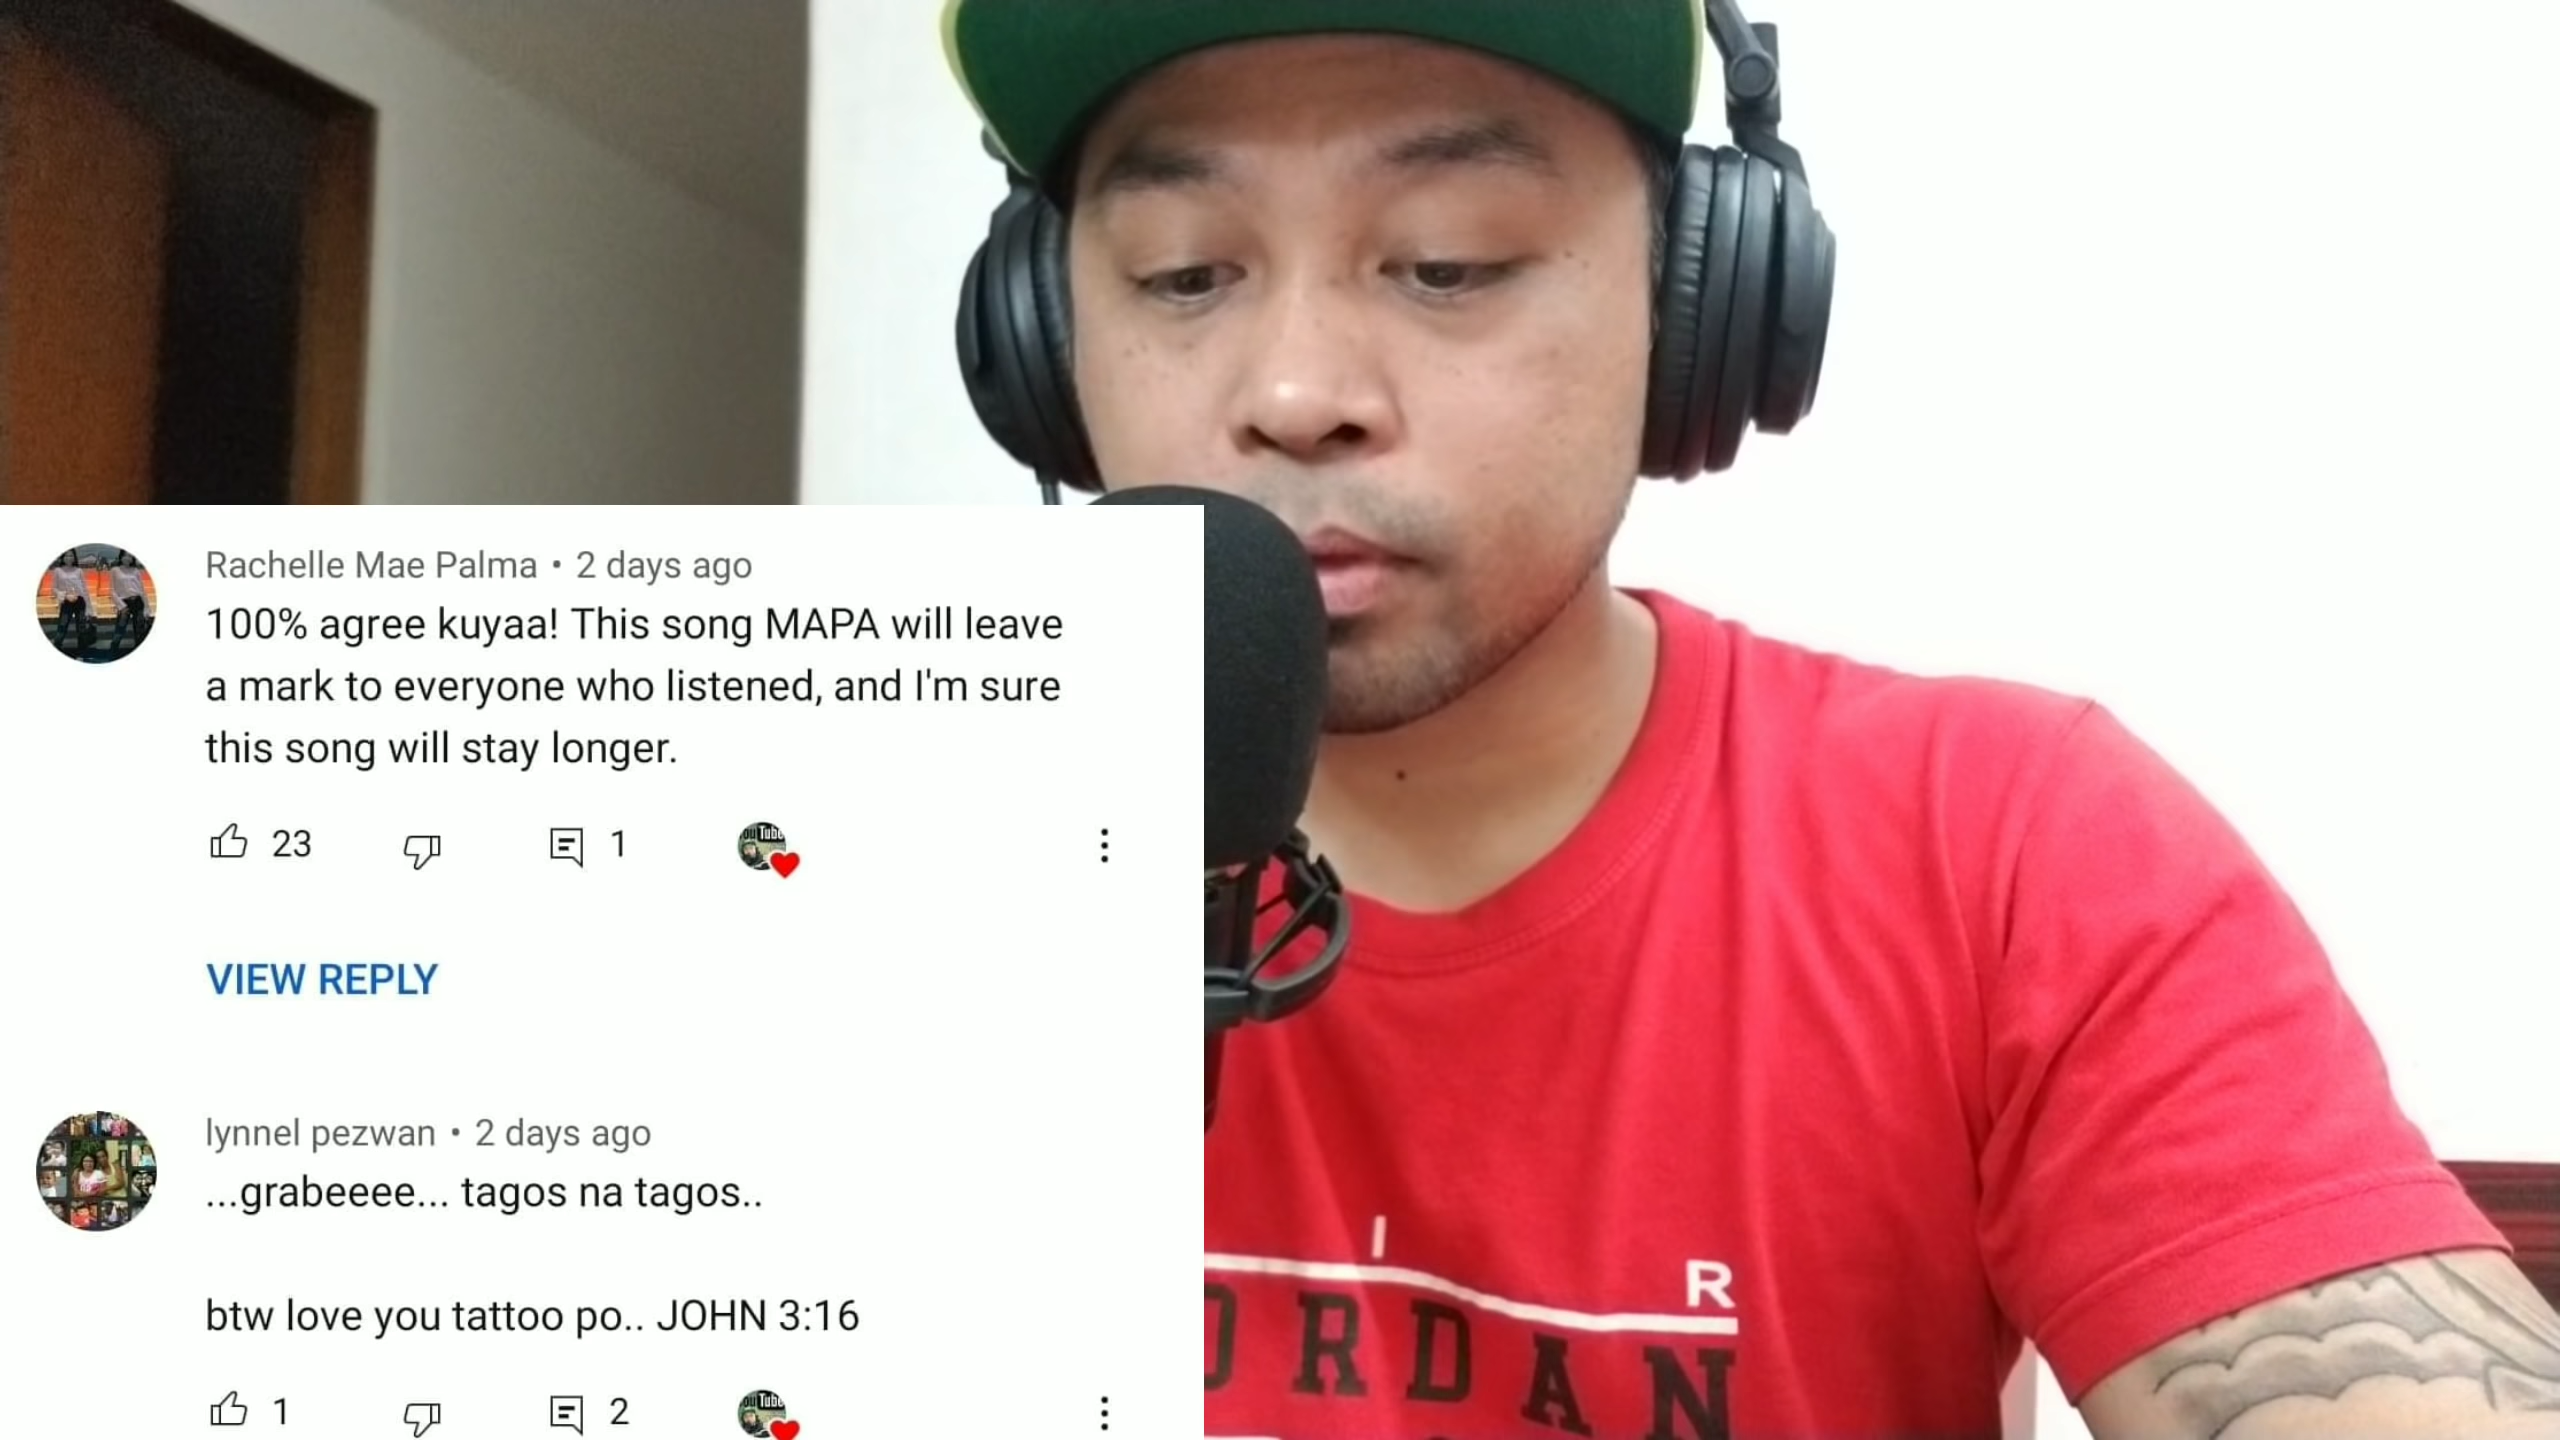 Rachelle Mae Palma • 2 days ago
100% agree kuyaa! This song MAPA will leave
a mark to everyone who listened, and I'm sure
this song will stay longer.
23
1
VIEW REPLY
lynnel pezwan • 2 days ago
...grabeeee... tagos na tagos..
btw love you tattoo po.. JOHN 3:16
1
2
I R
ORDAN